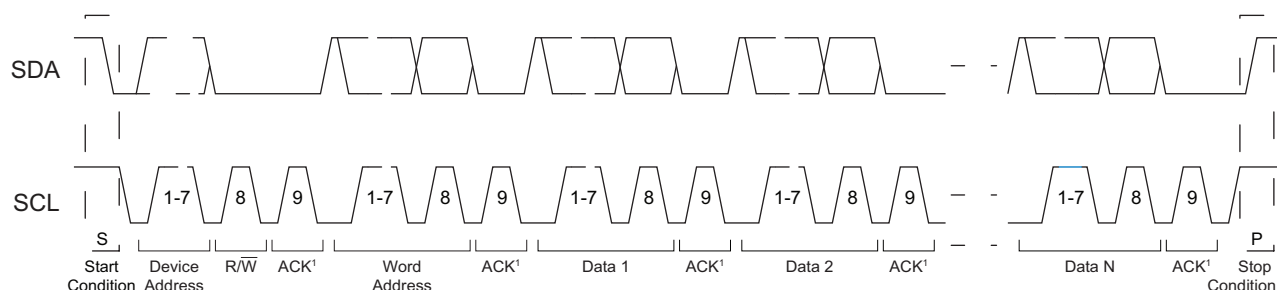 SDA
SCL
1-7 8 9 1-7 8 9 1-7 8 9 1-7 8 9 1-7 8 9
S P
Start Condition
Device Address
R/W̅
ACK¹
Word Address
ACK¹
Data 1
ACK¹
Data 2
ACK¹
Data N
ACK¹
Stop Condition